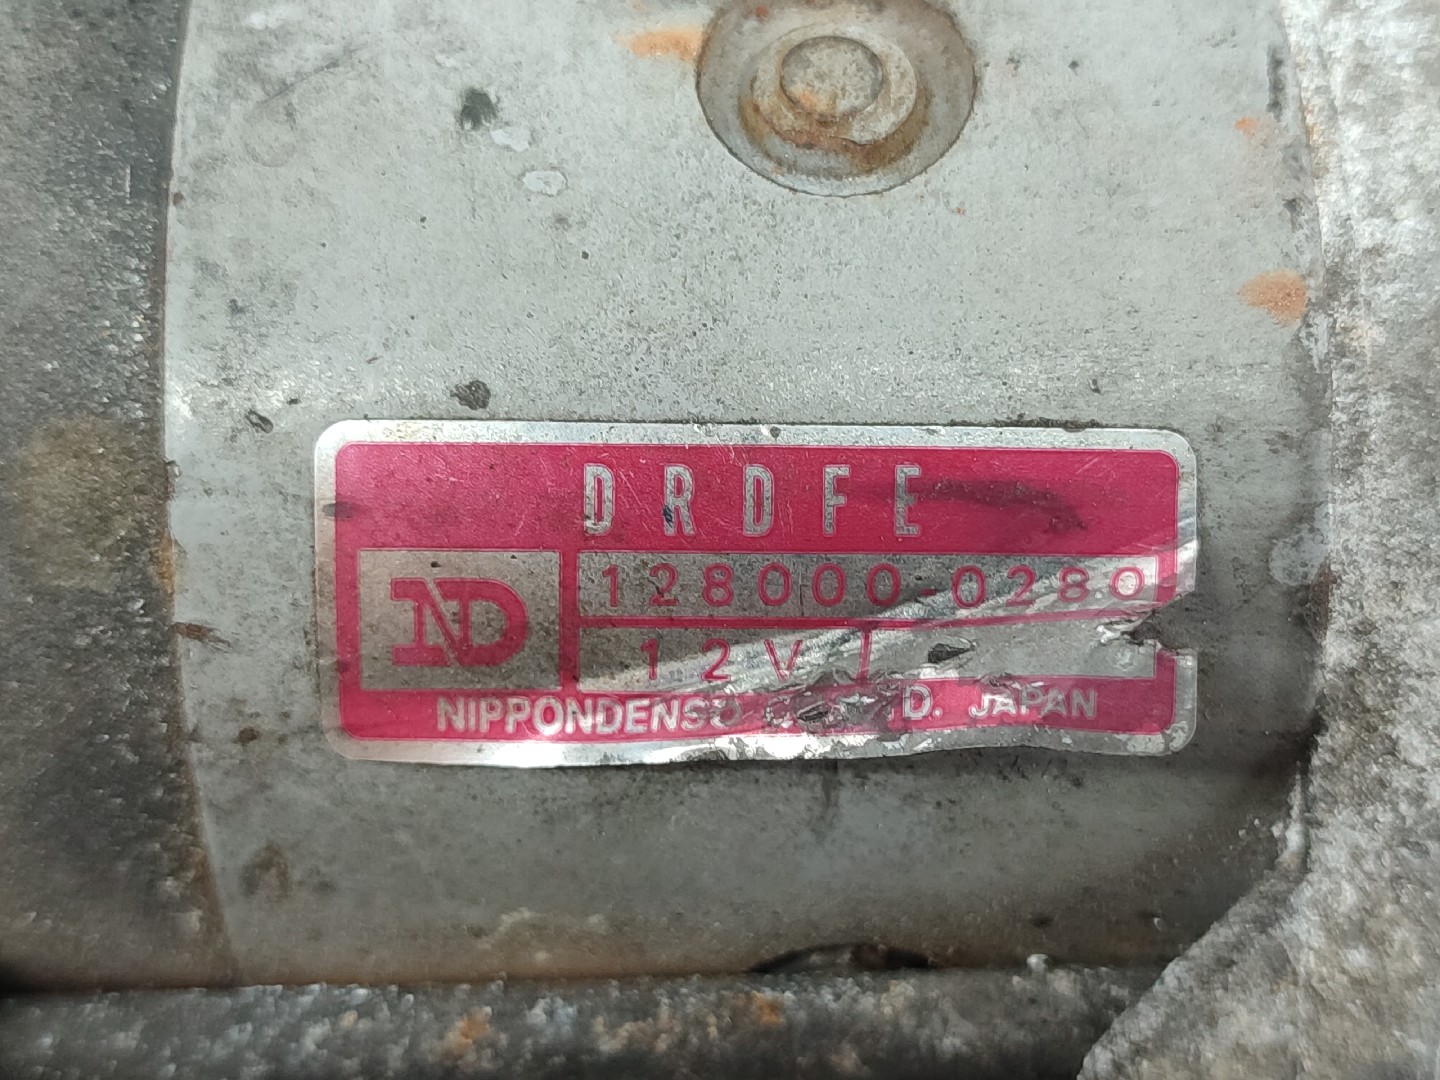 DRDFE
ND
128000-0280
12V
NIPPONDENSO JAPAN